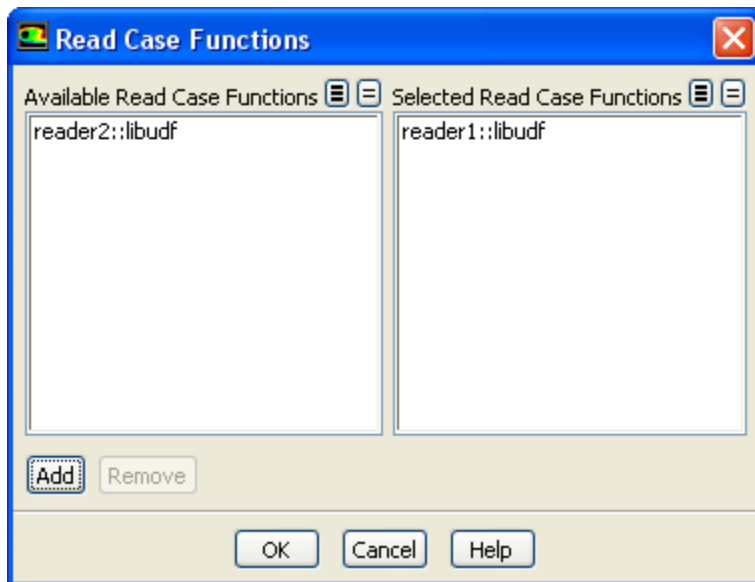 Read Case Functions
Available Read Case Functions Selected Read Case Functions
reader2::libudf reader1::libudf
Add Remove
OK Cancel Help